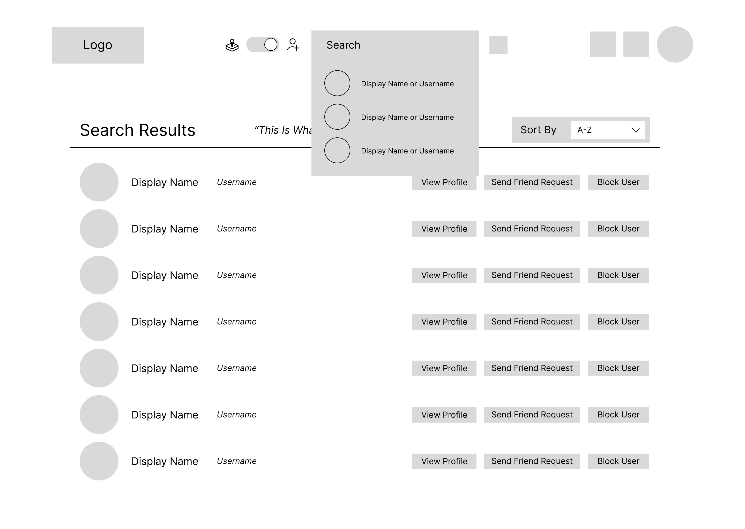 Logo
Search
Display Name or Username
Display Name or Username
Display Name or Username
Search Results
“This Is Wha
Sort By
A-Z
Display Name Username View Profile Send Friend Request Block User
Display Name Username View Profile Send Friend Request Block User
Display Name Username View Profile Send Friend Request Block User
Display Name Username View Profile Send Friend Request Block User
Display Name Username View Profile Send Friend Request Block User
Display Name Username View Profile Send Friend Request Block User
Display Name Username View Profile Send Friend Request Block User